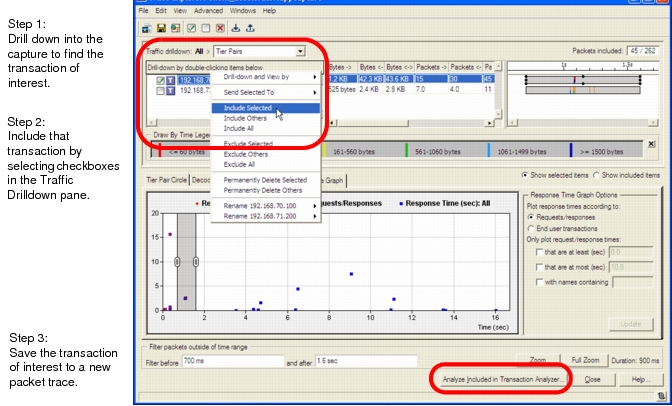 Step 1:
Drill down into the
capture to find the
transaction of
interest.
Step 2:
Include that
transaction by
selecting checkboxes
in the Traffic
Drilldown pane.
Step 3:
Save the transaction
of interest to a new
packet trace.
File Edit View Advanced Windows Help
Traffic drilldown: All > Tier Pairs
Packets included: 45 / 262
Drill-down by double-clicking items below
Bytes -> Bytes <- Bytes <-> Packets -> Packets <- Pa
T 192.168.7 1.2 KB 42.3 KB 43.6 KB 15 30 45
T 192.168.7 525 bytes 2.4 KB 2.9 KB 7.0 4.0 11
1s 1.5s
Drill-down and View by
Send Selected To
Include Selected
Include Others
Include All
Exclude Selected
Exclude Others
Exclude All
Permanently Delete Selected
Permanently Delete Others
Rename 192.168.70.100
Rename 192.168.71.200
Draw By Time Lege
<= 60 bytes 161-560 bytes 561-1060 bytes 1061-1499 bytes >= 1500 bytes
Tier Pair Circle Decod e Graph
Show selected items Show included items
Re uests/Responses Response Time (sec): All
20
15
10
5
0
0 2 4 6 8 10 12 14 16
Time (sec)
Response Time Graph Options
Plot response times according to:
Requests/responses
End user transactions
Only plot request/response times:
that are at least (sec) 0.0
that are at most (sec) 10.0
with names containing
Update
Filter packets outside of time range
Filter before 700 ms and after 1.6 sec
Zoom Full Zoom Duration: 900 ms
Analyze Included in Transaction Analyzer... Close Help...